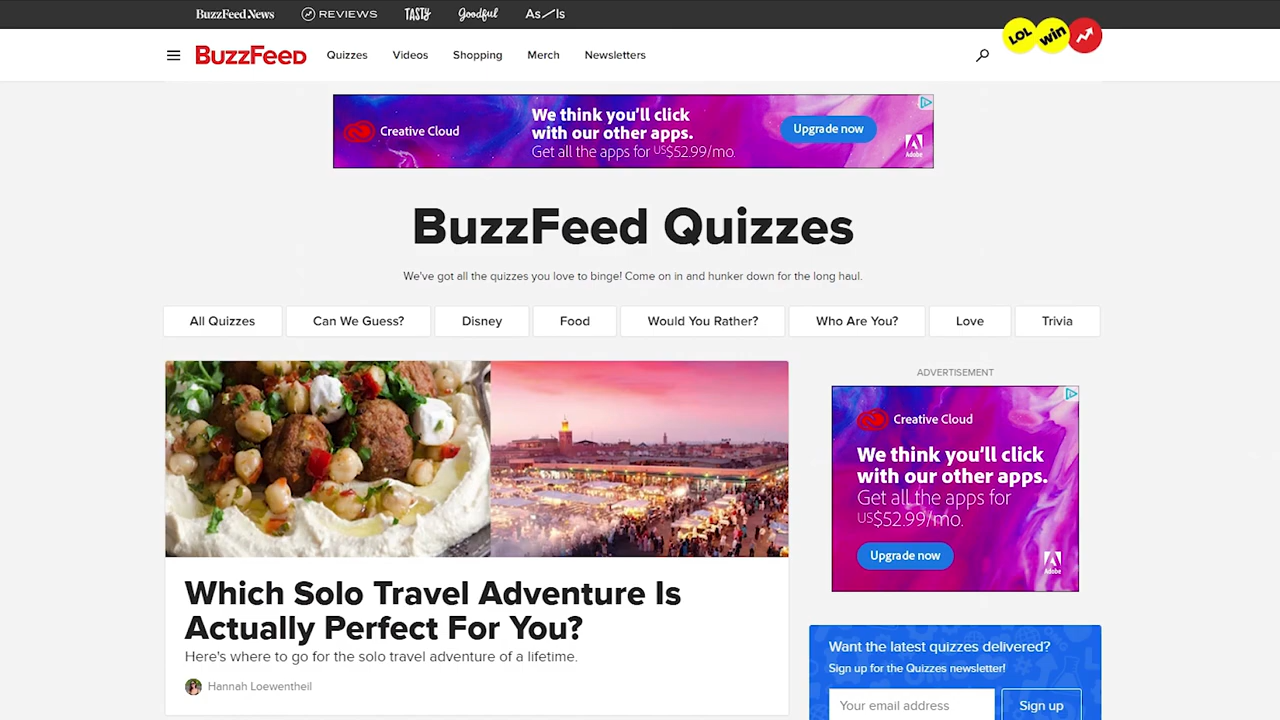 BuzzFeed News REVIEWS TASTY Goodful As/Is
BuzzFeed Quizzes Videos Shopping Merch Newsletters
LOL win
Creative Cloud
We think you'll click
with our other apps.
Get all the apps for US$52.99/mo.
Upgrade now
Adobe
BuzzFeed Quizzes
We've got all the quizzes you love to binge! Come on in and hunker down for the long haul.
All Quizzes Can We Guess? Disney Food Would You Rather? Who Are You? Love Trivia
Which Solo Travel Adventure Is
Actually Perfect For You?
Here's where to go for the solo travel adventure of a lifetime.
Hannah Loewentheil
ADVERTISEMENT
Creative Cloud
We think you'll click
with our other apps.
Get all the apps for
US$52.99/mo.
Upgrade now
Adobe
Want the latest quizzes delivered?
Sign up for the Quizzes newsletter!
Your email address Sign up